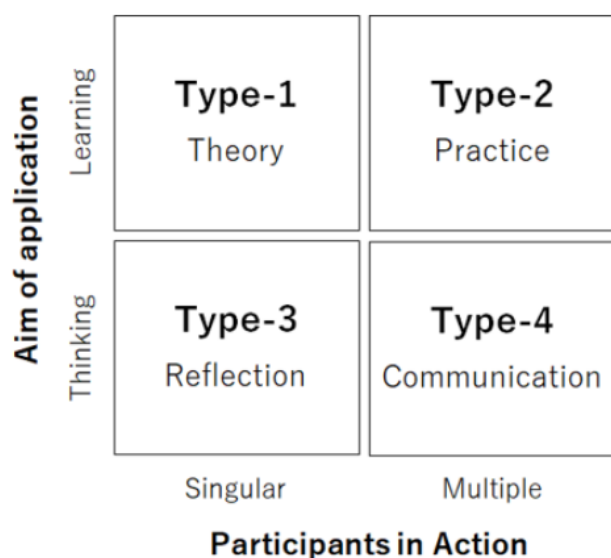 Aim of application
Learning
Type-1
Theory
Type-2
Practice
Thinking
Type-3
Reflection
Type-4
Communication
Singular
Multiple
Participants in Action